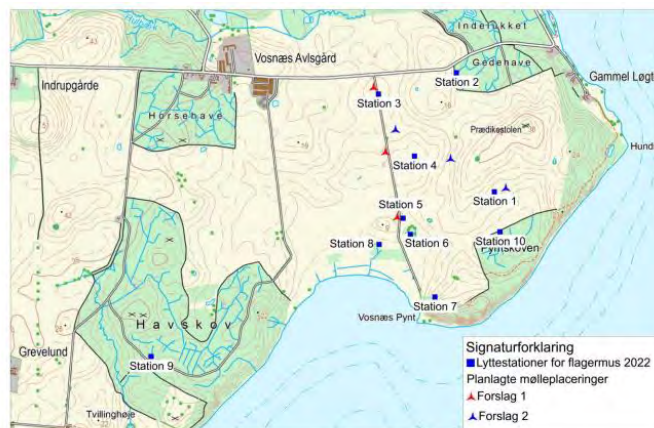 Indelukket
Gedehave
Vosnæs Avlsgård
Station 2
Gammel Løgt
Indrupgårde
Station 3
Horsehave
Prædikestolen
Hund
Station 4
Station 1
Station 5
Station 6
Station 8
Station 10
Pyntskoven
Station 7
Vosnæs Pynt
Havskov
Grevelund
Station 9
Tvillinghøje
Signaturforklaring
Lyttestationer for flagermus 2022
Planlagte mølleplaceringer
Forslag 1
Forslag 2